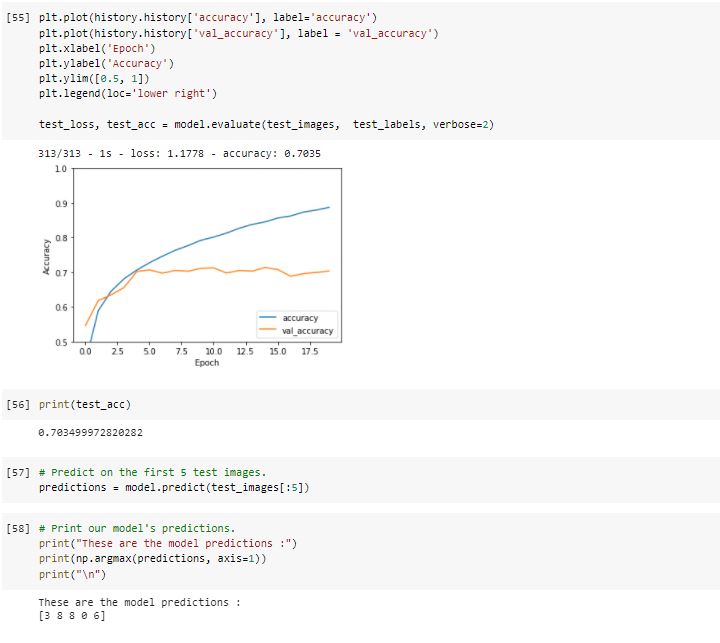 [55] plt.plot(history.history['accuracy'], label='accuracy')
plt.plot(history.history['val_accuracy'], label = 'val_accuracy')
plt.xlabel('Epoch')
plt.ylabel('Accuracy')
plt.ylim([0.5, 1])
plt.legend(loc='lower right')
test_loss, test_acc = model.evaluate(test_images,  test_labels, verbose=2)
313/313 - 1s - loss: 1.1778 - accuracy: 0.7035
1.0
0.9
0.8
0.7
0.6
0.5
Accuracy
accuracy
val_accuracy
0.0 2.5 5.0 7.5 10.0 12.5 15.0 17.5
Epoch
[56] print(test_acc)
0.703499972820282
[57] # Predict on the first 5 test images.
predictions = model.predict(test_images[:5])
[58] # Print our model's predictions.
print("These are the model predictions :")
print(np.argmax(predictions, axis=1))
print("\n")
These are the model predictions :
[3 8 8 0 6]